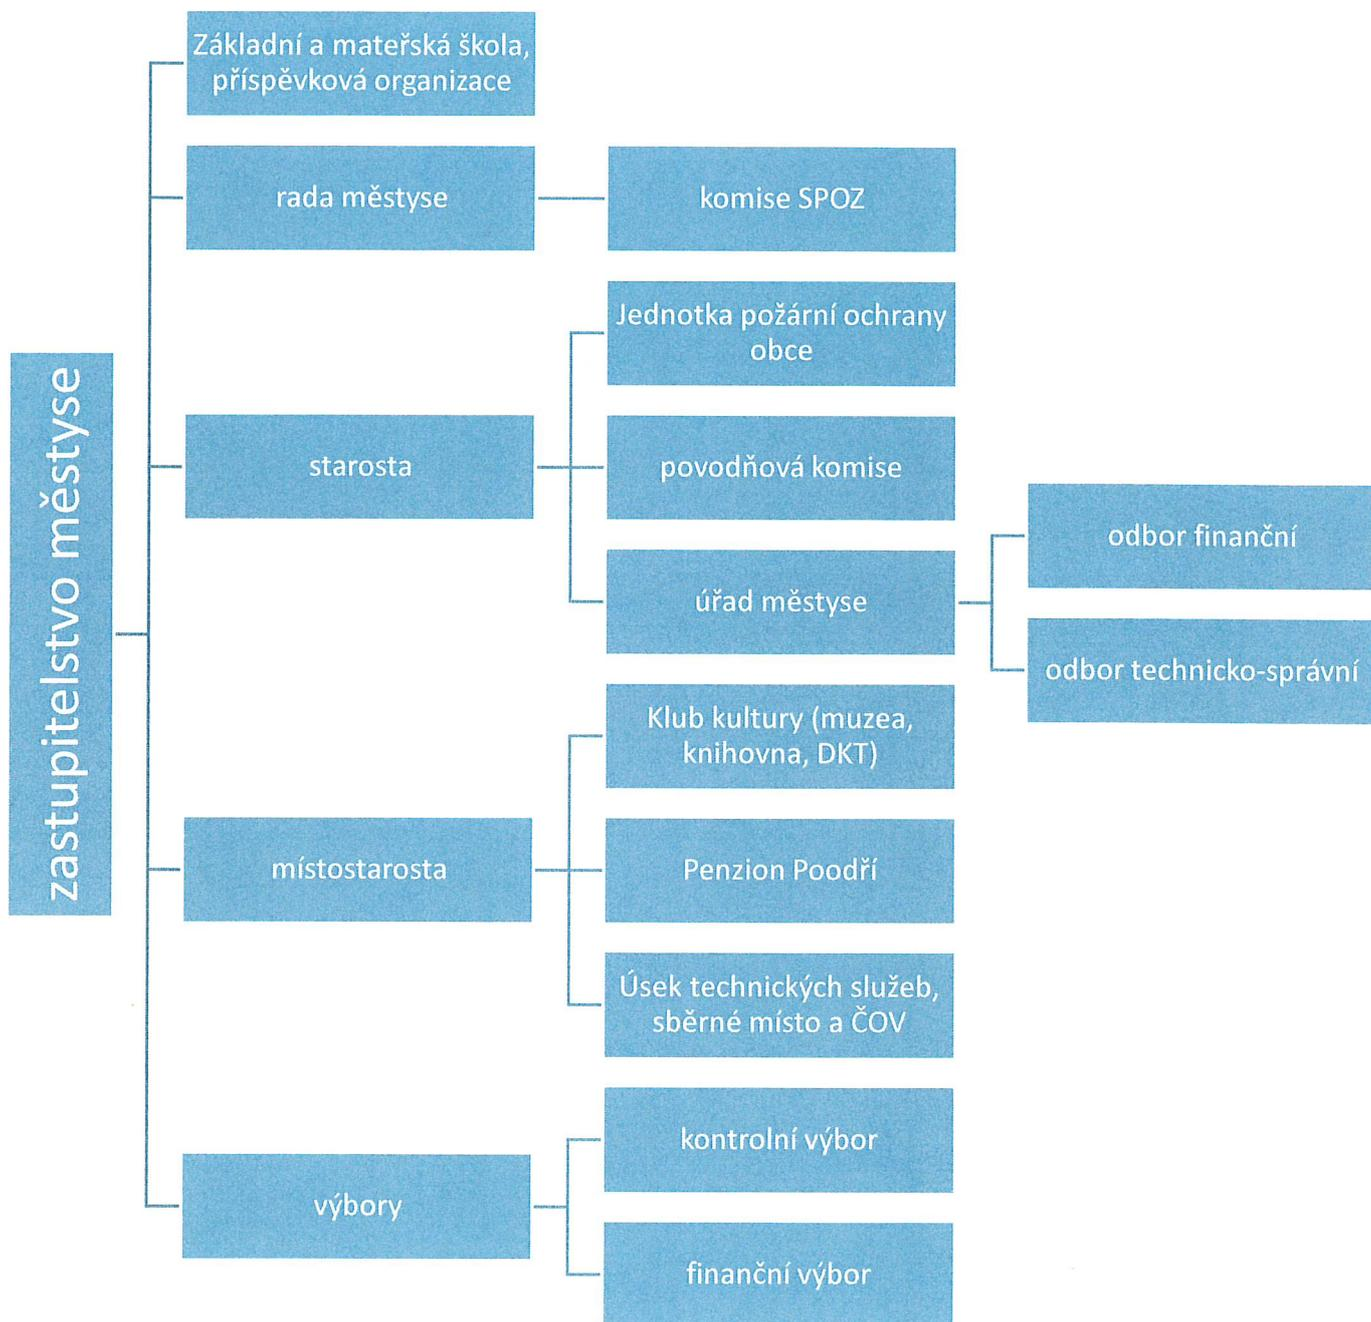 zastupitelstvo městyse
Základní a mateřská škola,
příspěvková organizace
rada městyse
komise SPOZ
starosta
Jednotka požární ochrany
obce
povodňová komise
úřad městyse
odbor finanční
odbor technicko-správní
místostarosta
Klub kultury (muzea,
knihovna, DKT)
Penzion Poodří
Úsek technických služeb,
sběrné místo a ČOV
výbory
kontrolní výbor
finanční výbor